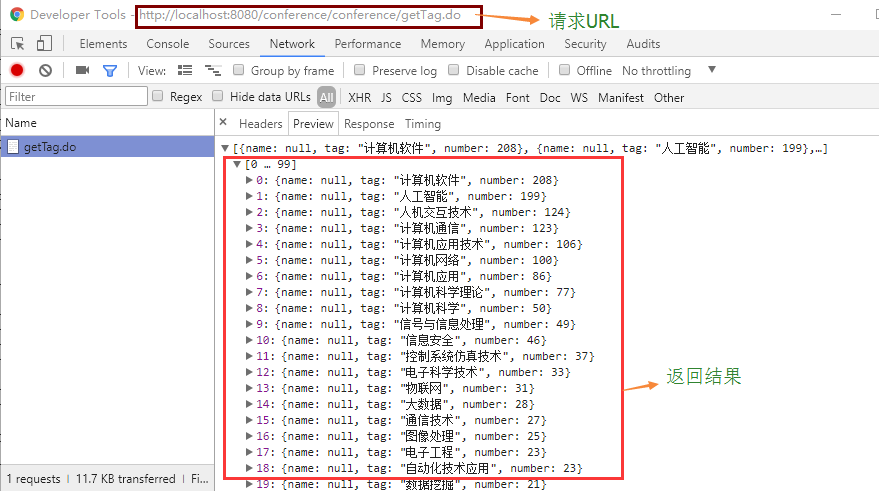 Developer Tools - http://localhost:8080/conference/conference/getTag.do
请求URL
Elements Console Sources Network Performance Memory Application Security Audits
View: Group by frame Preserve log Disable cache Offline No throttling
Filter Regex Hide data URLs All XHR JS CSS Img Media Font Doc WS Manifest Other
Name × Headers Preview Response Timing
getTag.do
[{name: null, tag: "计算机软件", number: 208}, {name: null, tag: "人工智能", number: 199},…]
[0 … 99]
0: {name: null, tag: "计算机软件", number: 208}
1: {name: null, tag: "人工智能", number: 199}
2: {name: null, tag: "人机交互技术", number: 124}
3: {name: null, tag: "计算机通信", number: 123}
4: {name: null, tag: "计算机应用技术", number: 106}
5: {name: null, tag: "计算机网络", number: 100}
6: {name: null, tag: "计算机应用", number: 86}
7: {name: null, tag: "计算机科学理论", number: 77}
8: {name: null, tag: "计算机科学", number: 50}
9: {name: null, tag: "信号与信息处理", number: 49}
10: {name: null, tag: "信息安全", number: 46}
11: {name: null, tag: "控制系统仿真技术", number: 37}
12: {name: null, tag: "电子科学技术", number: 33}
返回结果
13: {name: null, tag: "物联网", number: 31}
14: {name: null, tag: "大数据", number: 28}
15: {name: null, tag: "通信技术", number: 27}
16: {name: null, tag: "图像处理", number: 25}
17: {name: null, tag: "电子工程", number: 23}
18: {name: null, tag: "自动化技术应用", number: 23}
19: {name: null, tag: "数据挖掘", number: 21}
1 requests | 11.7 KB transferred | Fi...